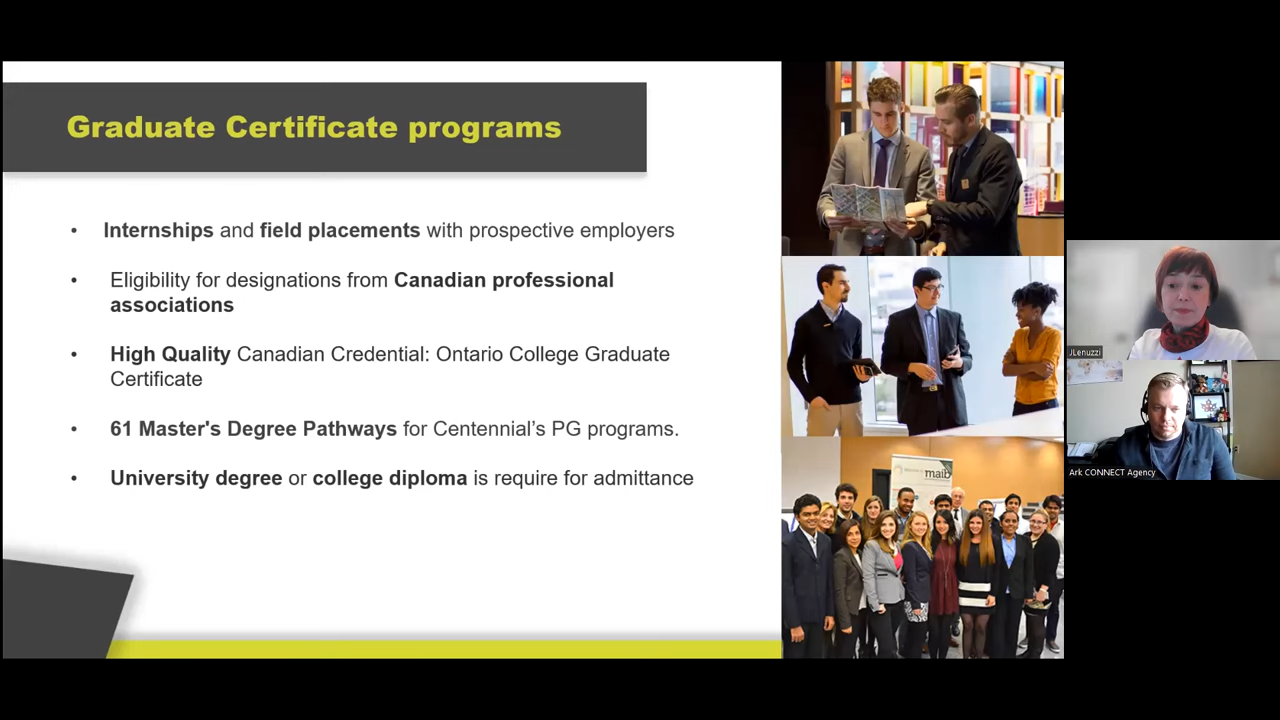 Graduate Certificate programs
• Internships and field placements with prospective employers
• Eligibility for designations from Canadian professional
associations
• High Quality Canadian Credential: Ontario College Graduate
Certificate
• 61 Master's Degree Pathways for Centennial’s PG programs.
• University degree or college diploma is require for admittance
maib
JLenuzzi
Ark CONNECT Agency